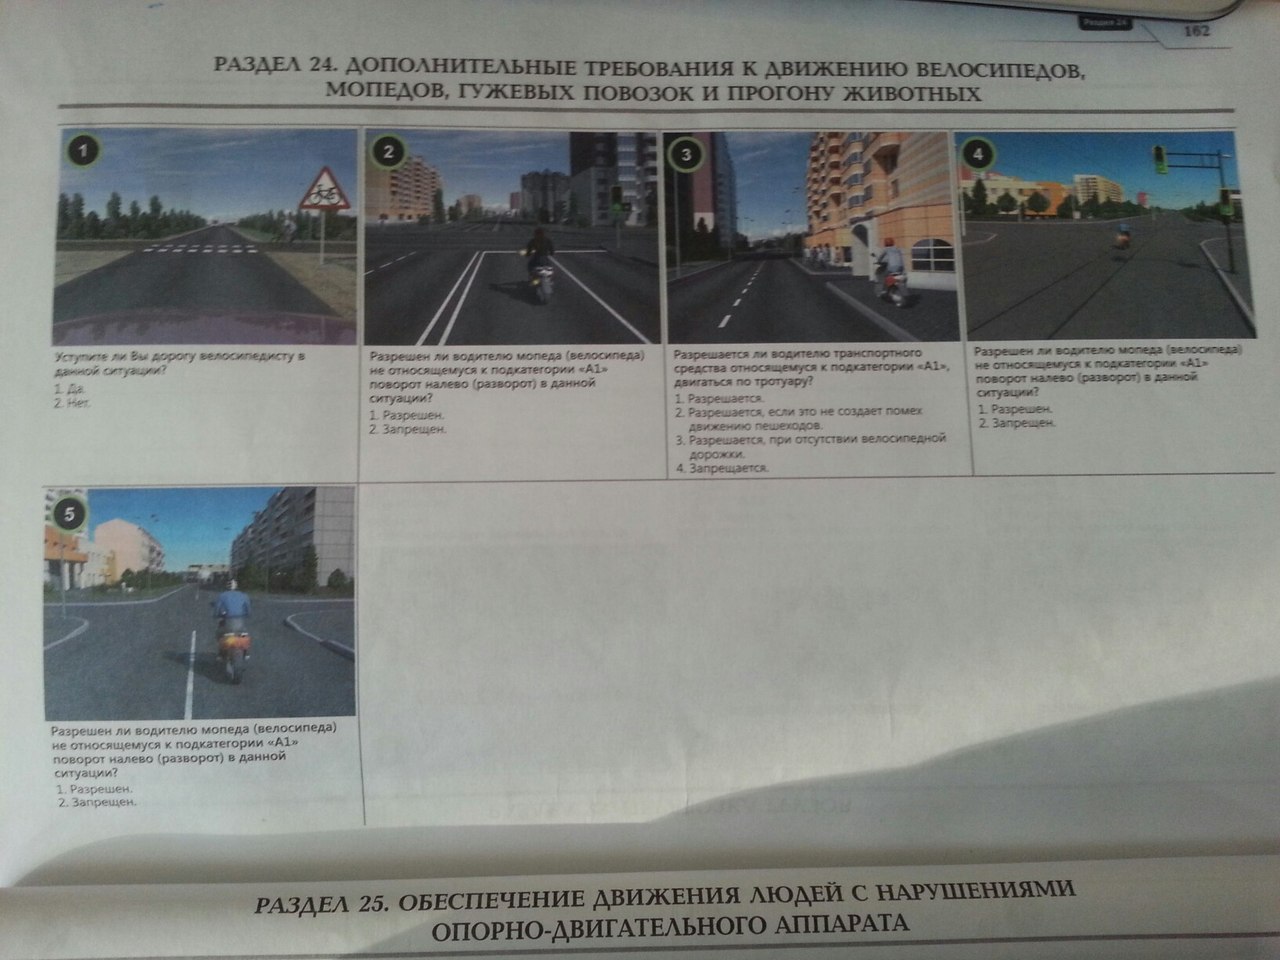 Раздел 24
162
РАЗДЕЛ 24. ДОПОЛНИТЕЛЬНЫЕ ТРЕБОВАНИЯ К ДВИЖЕНИЮ ВЕЛОСИПЕДОВ,
МОПЕДОВ, ГУЖЕВЫХ ПОВОЗОК И ПРОГОНУ ЖИВОТНЫХ
1
Уступите ли Вы дорогу велосипедисту в
данной ситуации?
1. Да.
2. Нет.
2
Разрешен ли водителю мопеда (велосипеда)
не относящемуся к подкатегории «А1»
поворот налево (разворот) в данной
ситуации?
1. Разрешен.
2. Запрещен.
3
Разрешается ли водителю транспортного
средства относящемуся к подкатегории «А1»,
двигаться по тротуару?
1. Разрешается.
2. Разрешается, если это не создает помех
движению пешеходов.
3. Разрешается, при отсутствии велосипедной
дорожки.
4. Запрещается.
4
Разрешен ли водителю мопеда (велосипеда)
не относящемуся к подкатегории «А1»
поворот налево (разворот) в данной
ситуации?
1. Разрешен.
2. Запрещен.
5
Разрешен ли водителю мопеда (велосипеда)
не относящемуся к подкатегории «А1»
поворот налево (разворот) в данной
ситуации?
1. Разрешен.
2. Запрещен.
РАЗДЕЛ 25. ОБЕСПЕЧЕНИЕ ДВИЖЕНИЯ ЛЮДЕЙ С НАРУШЕНИЯМИ
ОПОРНО-ДВИГАТЕЛЬНОГО АППАРАТА